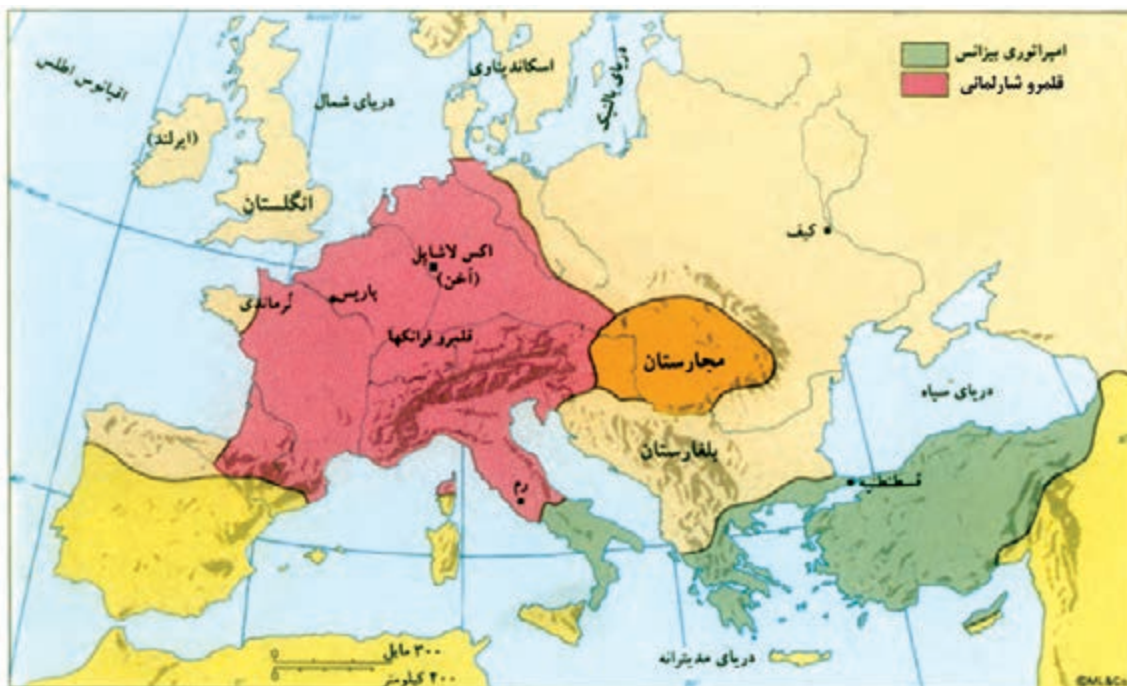 امپراتوری بیزانس
قلمرو شارلمانی
اقیانوس اطلس
دریای شمال
اسکاندیناوی
دریای بالتیک
(ایرلند)
انگلستان
کیف
اکس لاشاپل
(آخن)
پاریس
نُرماندی
قلمرو فرانکها
مجارستان
دریای سیاه
بلغارستان
قسطنطنیه
رم
دریای مدیترانه
۳۰۰ مایل
۴۰۰ کیلومتر